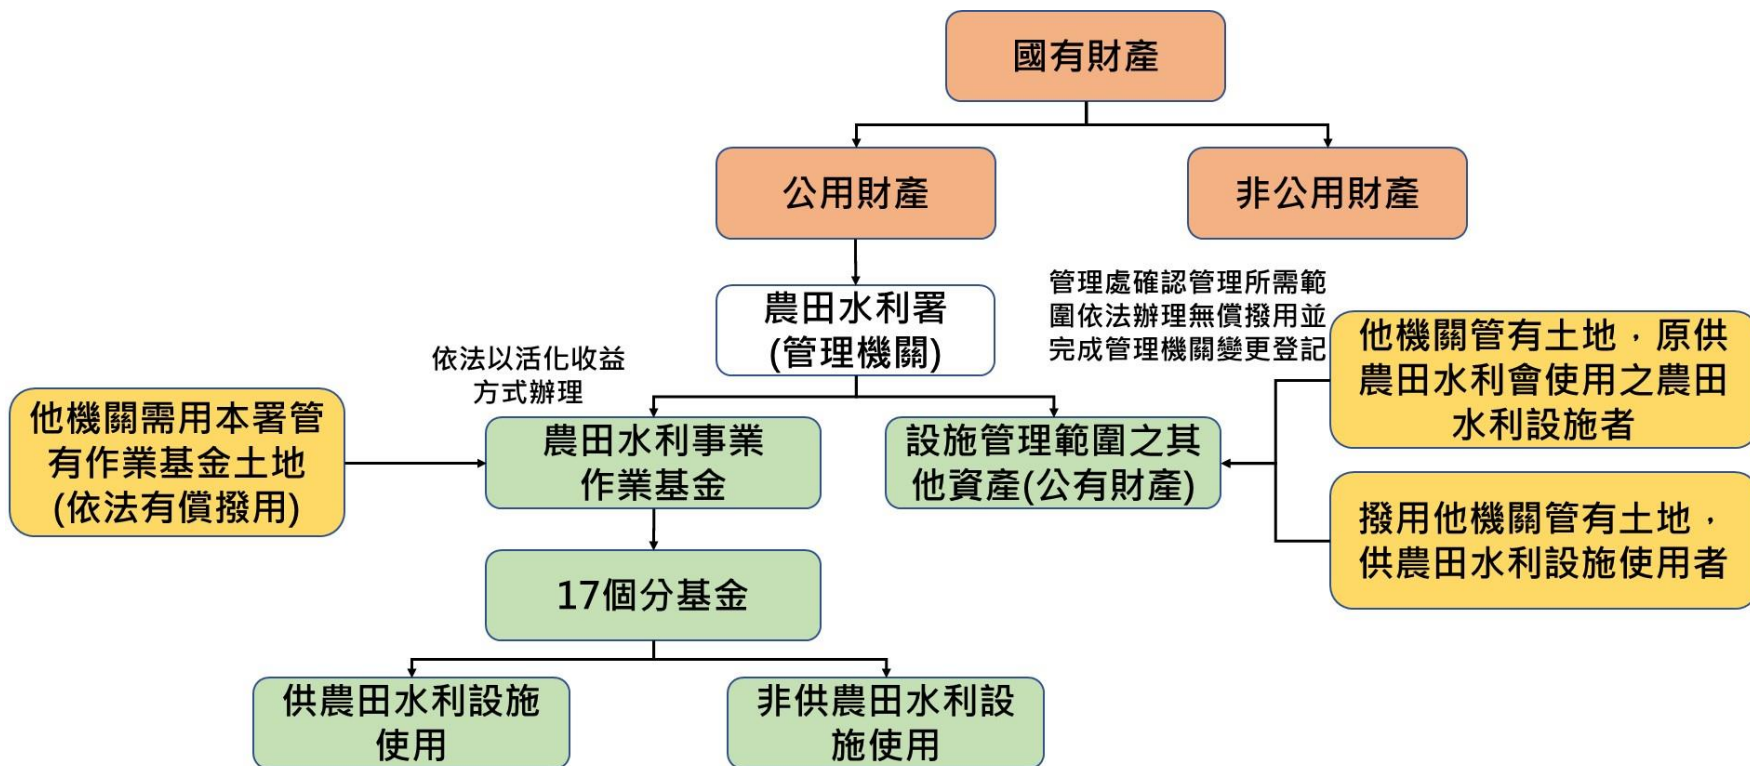 國有財產
公用財產
非公用財產
農田水利署
(管理機關)
管理處確認管理所需範
圍依法辦理無償撥用並
完成管理機關變更登記
依法以活化收益
方式辦理
他機關需用本署管
有作業基金土地
(依法有償撥用)
農田水利事業
作業基金
設施管理範圍之其
他資產(公有財產)
他機關管有土地，原供
農田水利會使用之農田
水利設施者
撥用他機關管有土地，
供農田水利設施使用者
17個分基金
供農田水利設施
使用
非供農田水利設
施使用